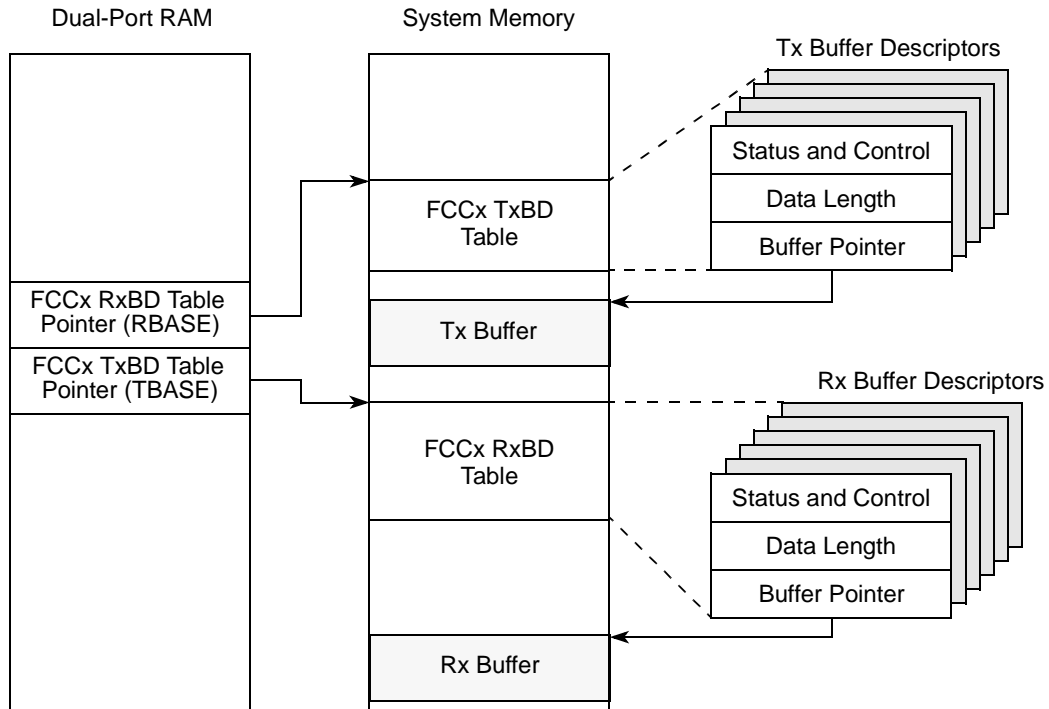 Dual-Port RAM
System Memory
Tx Buffer Descriptors
Status and Control
Data Length
Buffer Pointer
FCCx TxBD
Table
FCCx RxBD Table
Pointer (RBASE)
Tx Buffer
FCCx TxBD Table
Pointer (TBASE)
Rx Buffer Descriptors
FCCx RxBD
Table
Status and Control
Data Length
Buffer Pointer
Rx Buffer